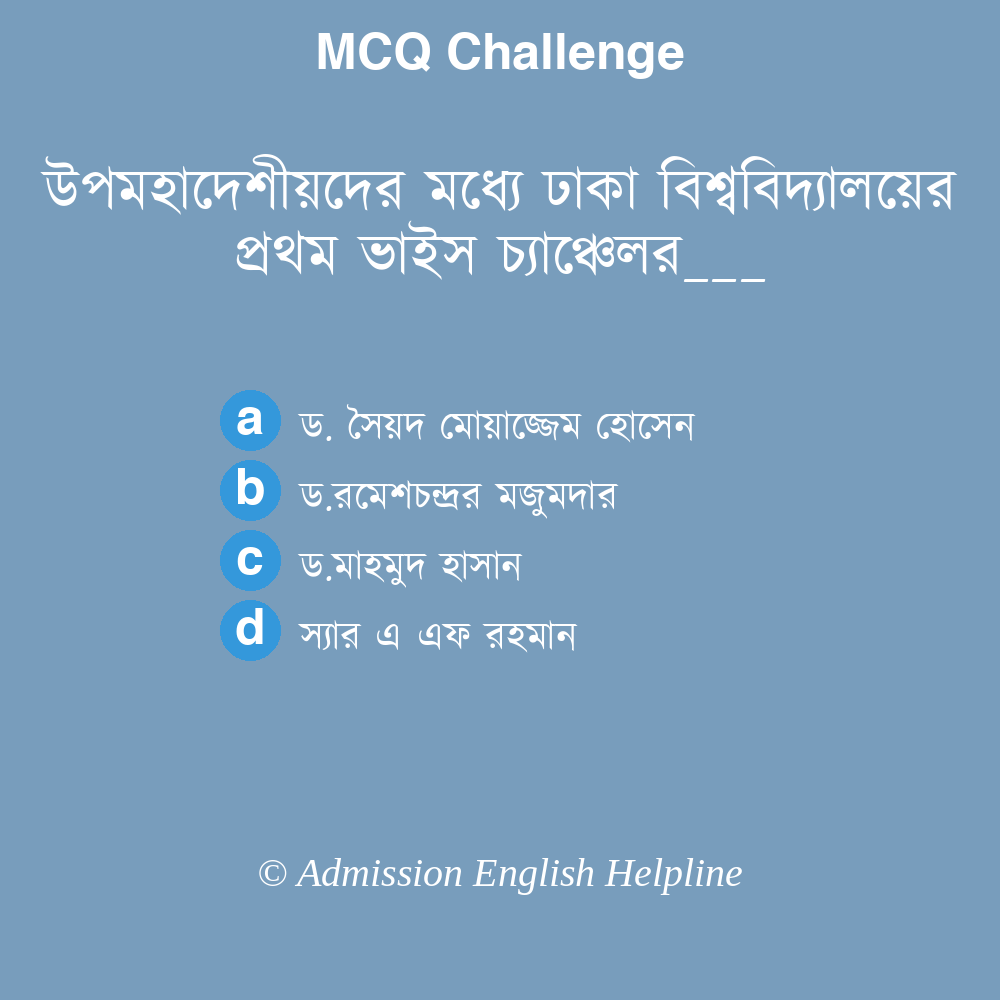 MCQ Challenge
উপমহাদেশীয়দের মধ্যে ঢাকা বিশ্ববিদ্যালয়ের
প্রথম ভাইস চ্যাঞ্চেলর___
a ড. সৈয়দ মোয়াজ্জেম হোসেন
b ড.রমেশচন্দ্রর মজুমদার
c ড.মাহমুদ হাসান
d স্যার এ এফ রহমান
© Admission English Helpline